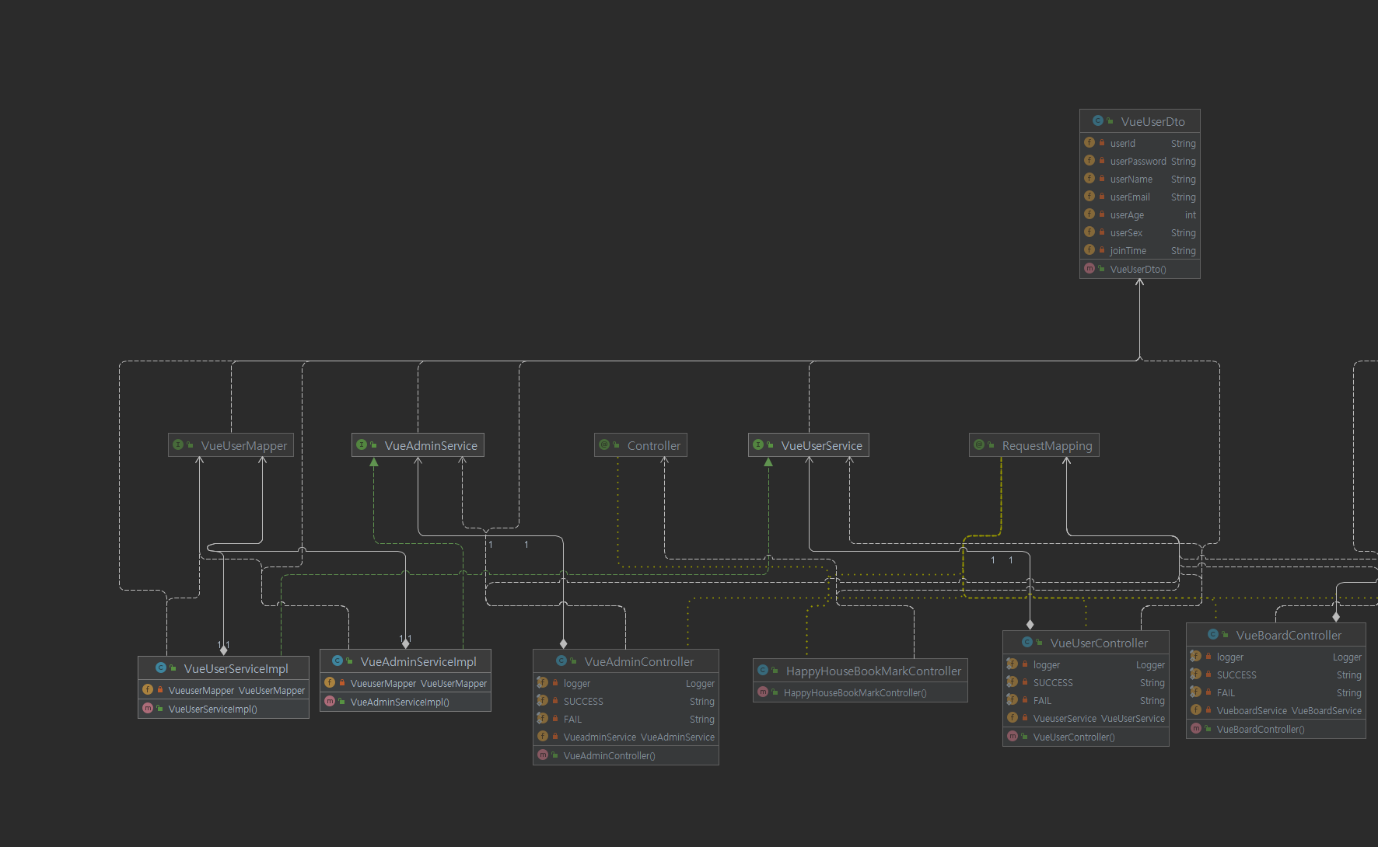 VueUserDto
userId String
userPassword String
userName String
userEmail String
userAge int
userSex String
joinTime String
VueUserDto()
VueUserMapper
VueAdminService
Controller
VueUserService
RequestMapping
1 1
1 1
1 1
1 1
VueUserServiceImpl
VueuserMapper VueUserMapper
VueUserServiceImpl()
VueAdminServiceImpl
VueuserMapper VueUserMapper
VueAdminServiceImpl()
VueAdminController
logger Logger
SUCCESS String
FAIL String
VueadminService VueAdminService
VueAdminController()
HappyHouseBookMarkController
HappyHouseBookMarkController()
VueUserController
logger Logger
SUCCESS String
FAIL String
VueuserService VueUserService
VueUserController()
VueBoardController
logger Logger
SUCCESS String
FAIL String
VueboardService VueBoardService
VueBoardController()